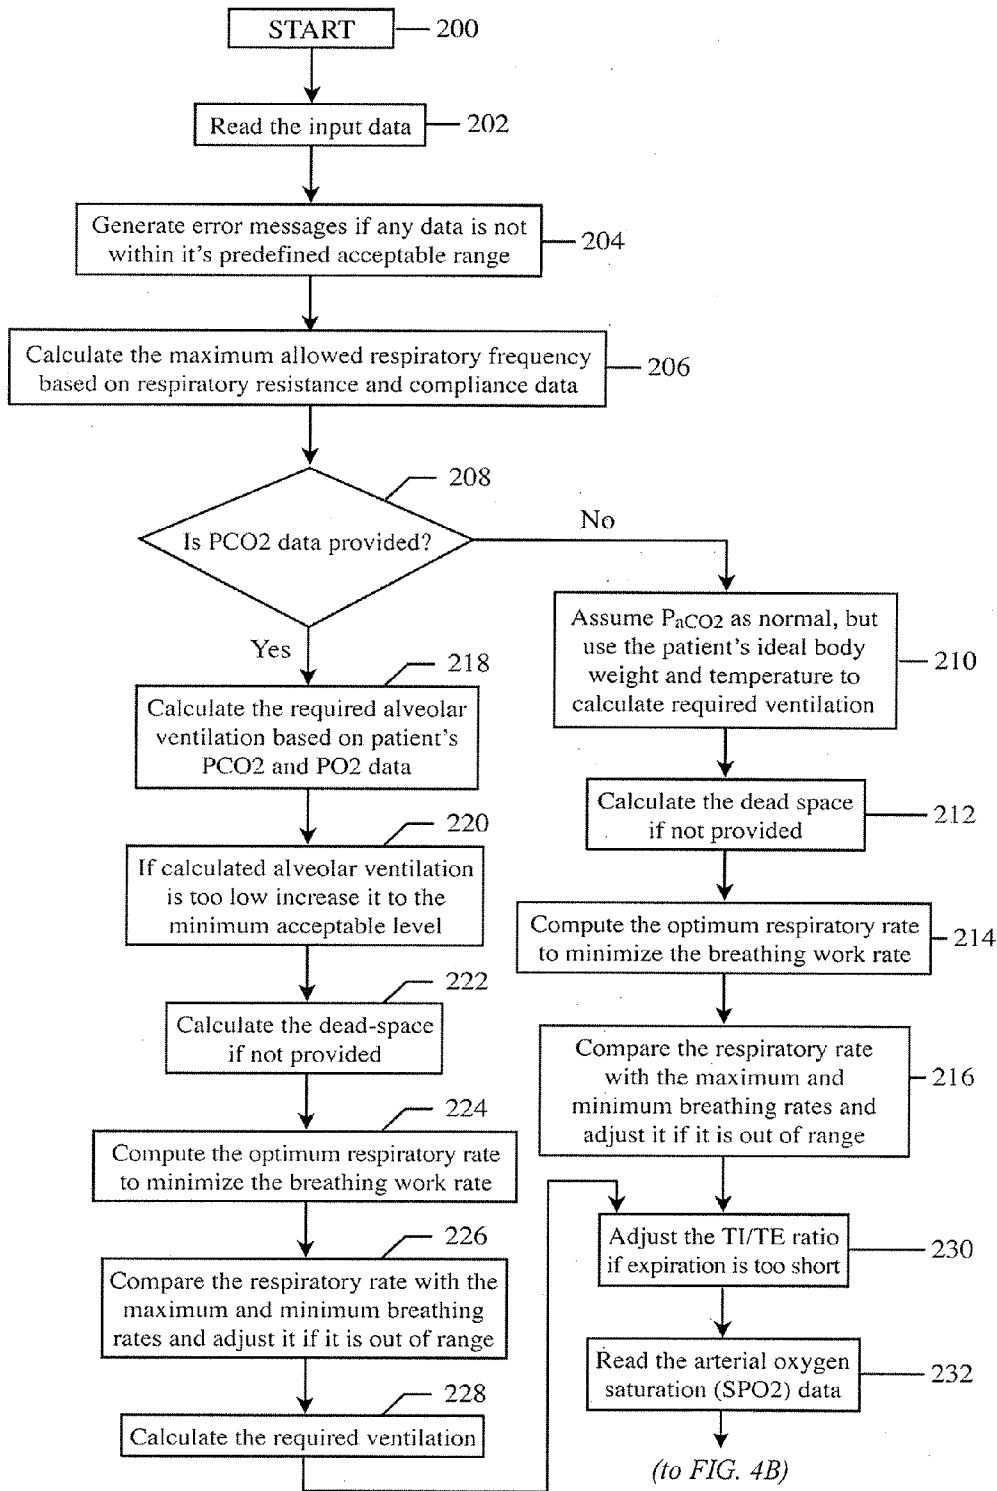 START
200
Read the input data
202
Generate error messages if any data is not
within it's predefined acceptable range
204
Calculate the maximum allowed respiratory frequency
based on respiratory resistance and compliance data
206
208
Is PCO2 data provided?
No
Yes
Assume PaCO2 as normal, but
use the patient's ideal body
weight and temperature to
calculate required ventilation
210
Calculate the dead space
if not provided
212
Compute the optimum respiratory rate
to minimize the breathing work rate
214
Compare the respiratory rate
with the maximum and
minimum breathing rates and
adjust it if it is out of range
216
218
Calculate the required alveolar
ventilation based on patient's
PCO2 and PO2 data
220
If calculated alveolar ventilation
is too low increase it to the
minimum acceptable level
222
Calculate the dead-space
if not provided
224
Compute the optimum respiratory rate
to minimize the breathing work rate
226
Compare the respiratory rate with the
maximum and minimum breathing
rates and adjust it if it is out of range
228
Calculate the required ventilation
Adjust the TI/TE ratio
if expiration is too short
230
Read the arterial oxygen
saturation (SPO2) data
232
(to FIG. 4B)